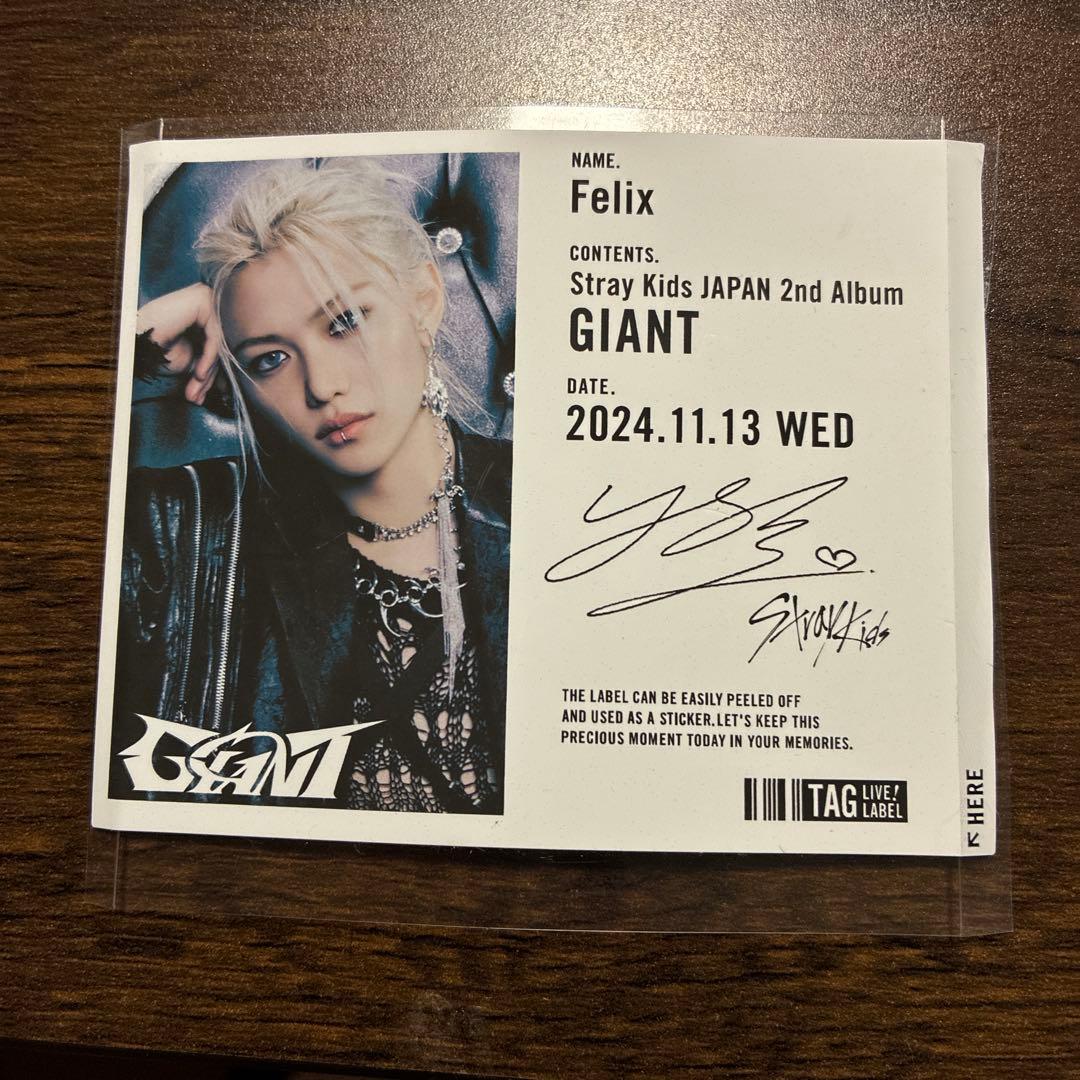 NAME.
Felix
CONTENTS.
Stray Kids JAPAN 2nd Album
GIANT
DATE.
2024.11.13 WED
Stray Kids
THE LABEL CAN BE EASILY PEELED OFF
AND USED AS A STICKER.LET'S KEEP THIS
PRECIOUS MOMENT TODAY IN YOUR MEMORIES.
GIANT
TAG LIVE! LABEL
↖ HERE